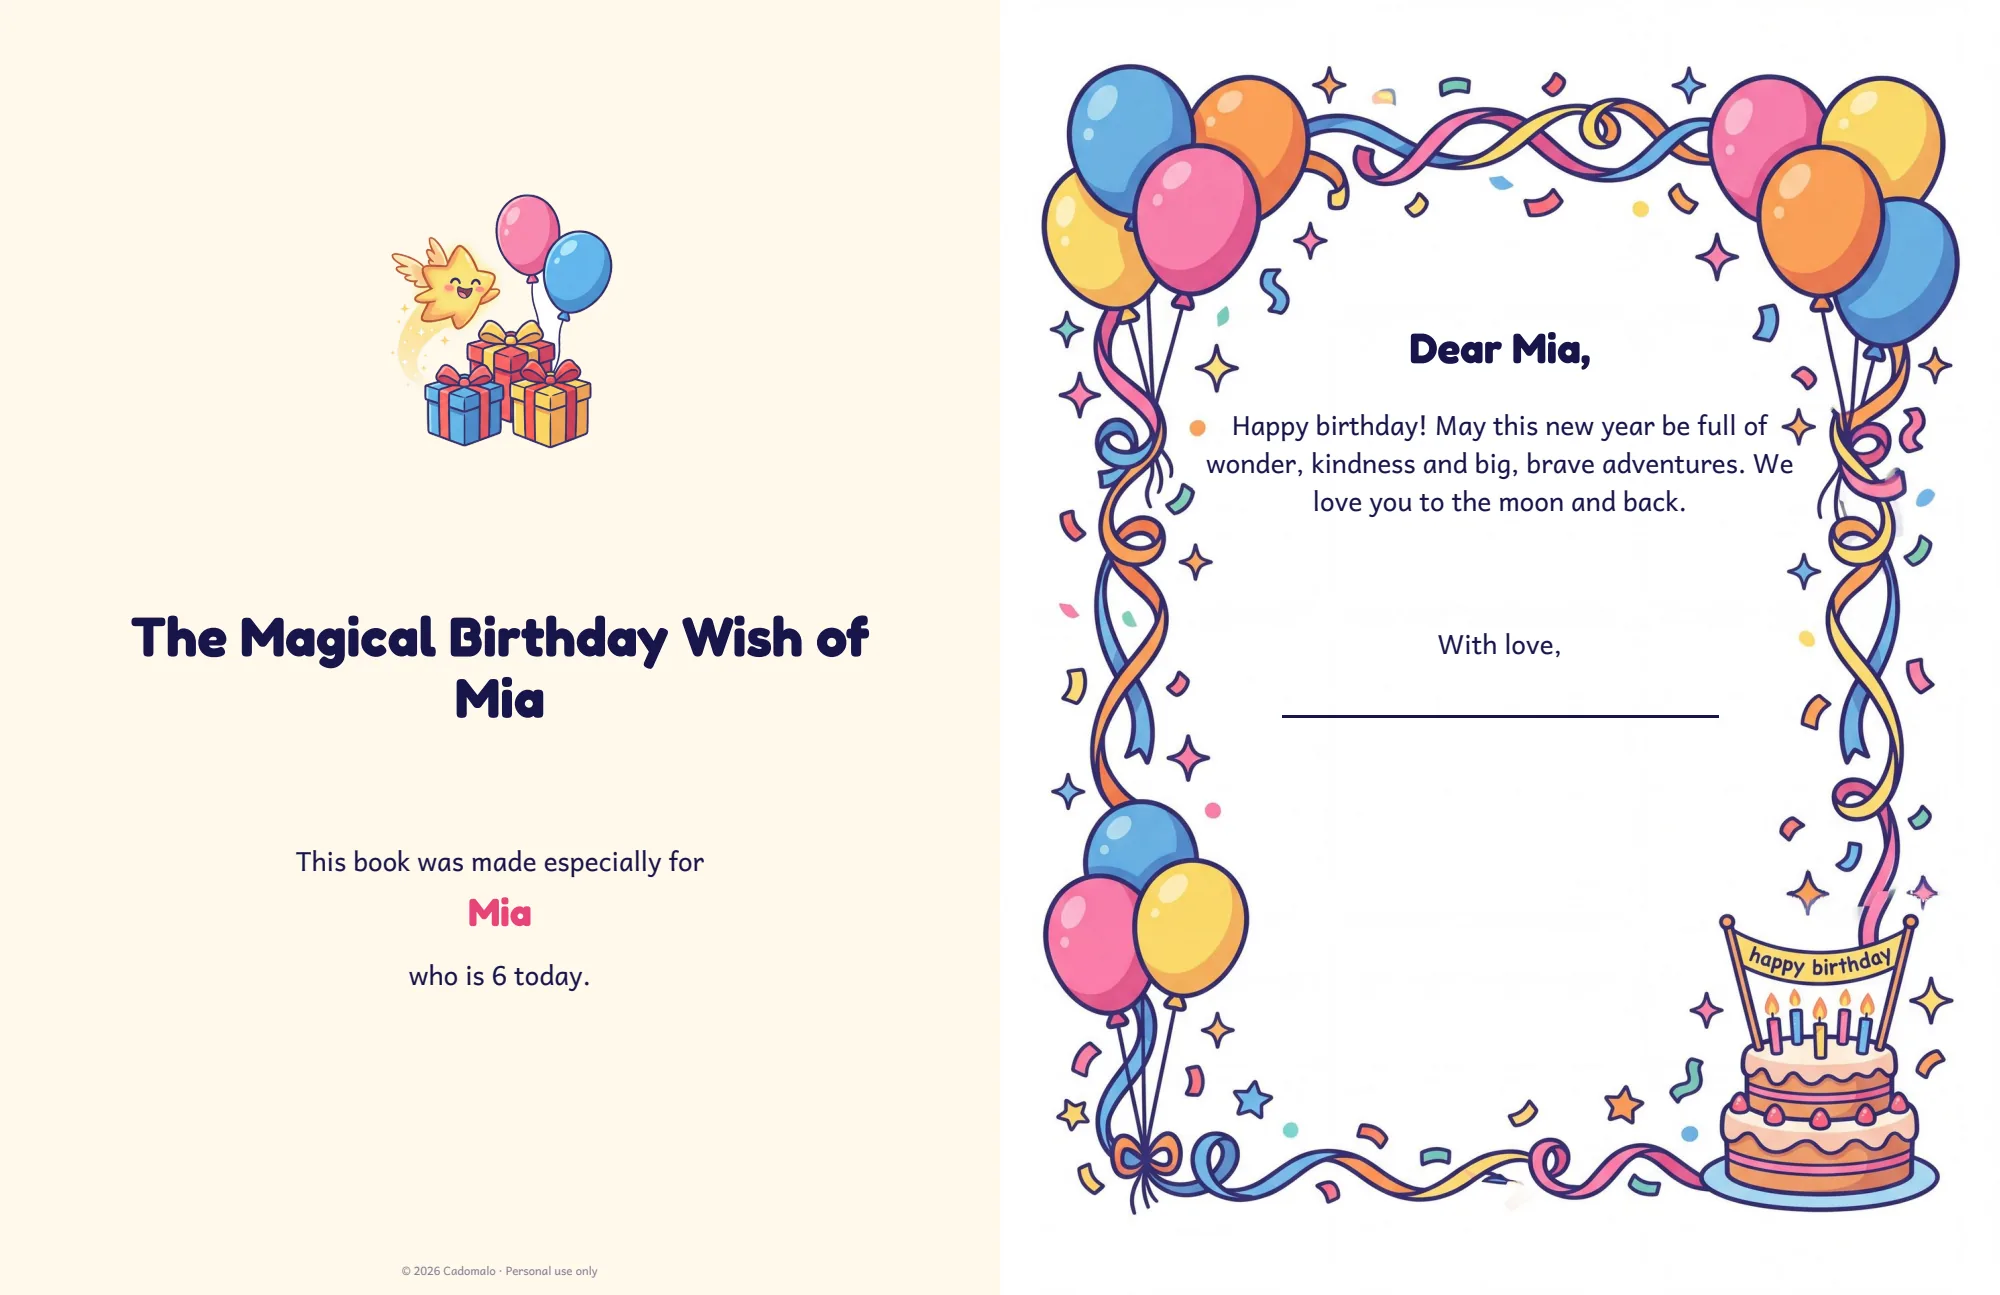 The Magical Birthday Wish of
Mia
This book was made especially for
Mia
who is 6 today.
© 2026 Cadomalo · Personal use only
Dear Mia,
Happy birthday! May this new year be full of
wonder, kindness and big, brave adventures. We
love you to the moon and back.
With love,
happy birthday